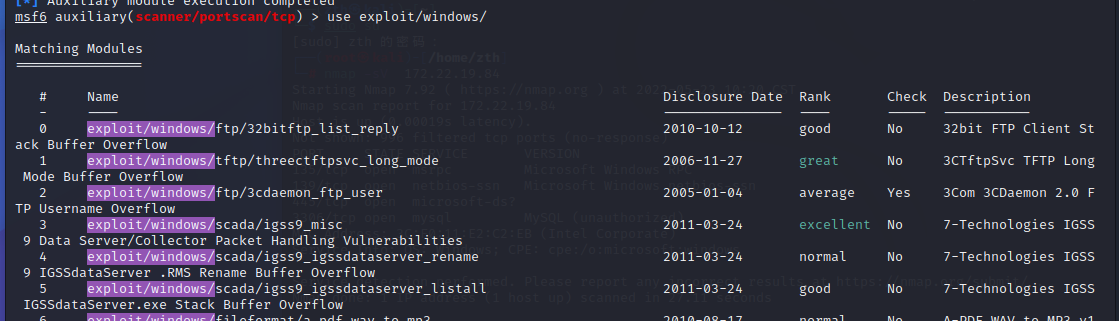 [*] Auxiliary module execution completed
msf6 auxiliary(scanner/portscan/tcp) > use exploit/windows/
Matching Modules
================
# Name Disclosure Date Rank Check Description
- ---- --------------- ---- ----- -----------
0 exploit/windows/ftp/32bitftp_list_reply 2010-10-12 good No 32bit FTP Client St
ack Buffer Overflow
1 exploit/windows/tftp/threectftpsvc_long_mode 2006-11-27 great No 3CTftpSvc TFTP Long
Mode Buffer Overflow
2 exploit/windows/ftp/3cdaemon_ftp_user 2005-01-04 average Yes 3Com 3CDaemon 2.0 F
TP Username Overflow
3 exploit/windows/scada/igss9_misc 2011-03-24 excellent No 7-Technologies IGSS
9 Data Server/Collector Packet Handling Vulnerabilities
4 exploit/windows/scada/igss9_igssdataserver_rename 2011-03-24 normal No 7-Technologies IGSS
9 IGSSdataServer .RMS Rename Buffer Overflow
5 exploit/windows/scada/igss9_igssdataserver_listall 2011-03-24 good No 7-Technologies IGSS
IGSSdataServer.exe Stack Buffer Overflow
6 exploit/windows/fileformat/a_pdf_wav_to_mp3 2010-08-17 normal No A-PDF WAV to MP3 v1